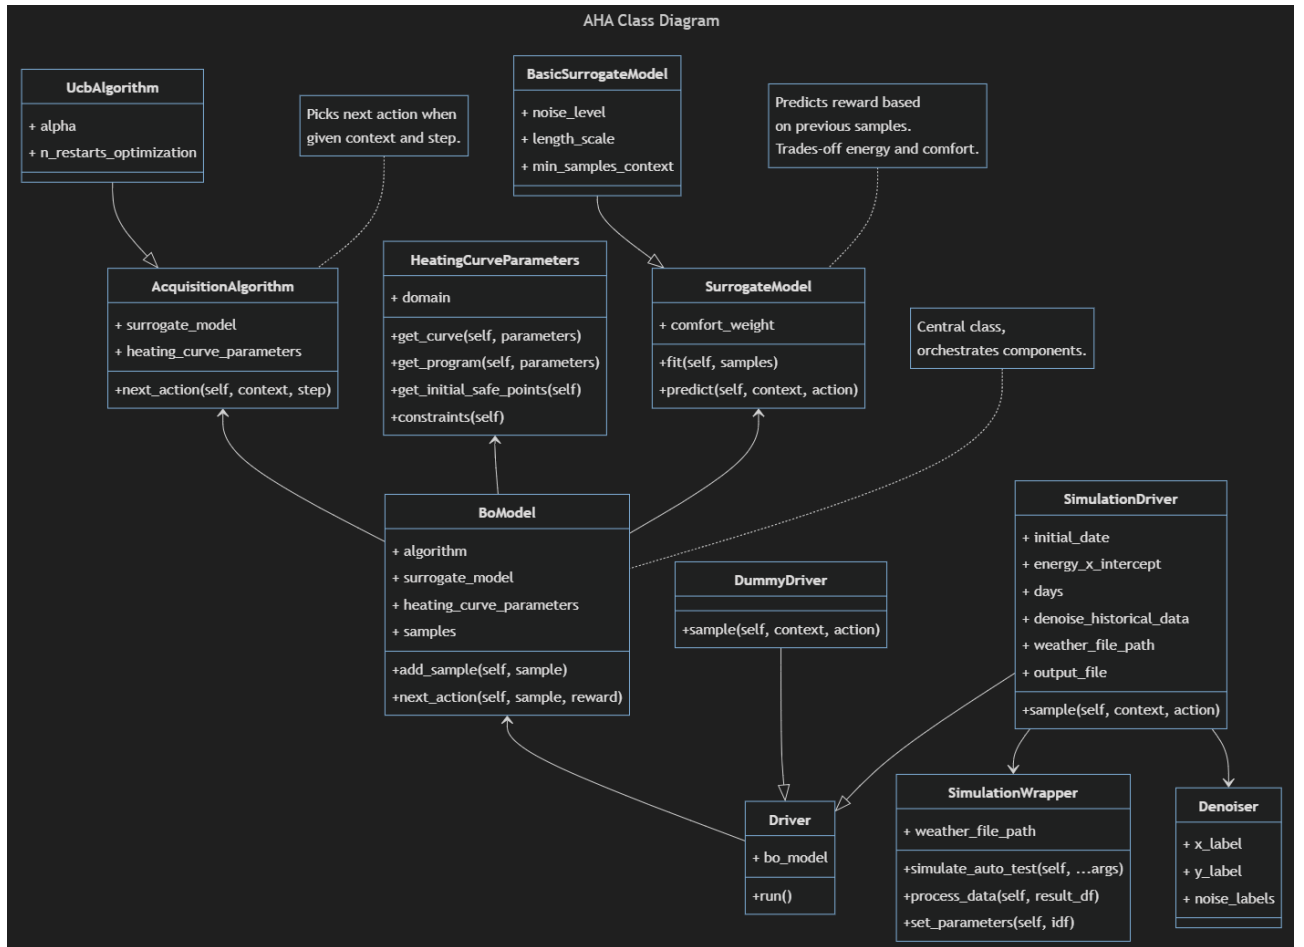 AHA Class Diagram
UcbAlgorithm
+ alpha
+ n_restarts_optimization
Picks next action when
given context and step.
BasicSurrogateModel
+ noise_level
+ length_scale
+ min_samples_context
Predicts reward based
on previous samples.
Trades-off energy and comfort.
AcquisitionAlgorithm
+ surrogate_model
+ heating_curve_parameters
+next_action(self, context, step)
HeatingCurveParameters
+ domain
+get_curve(self, parameters)
+get_program(self, parameters)
+get_initial_safe_points(self)
+constraints(self)
SurrogateModel
+ comfort_weight
+fit(self, samples)
+predict(self, context, action)
Central class,
orchestrates components.
BoModel
+ algorithm
+ surrogate_model
+ heating_curve_parameters
+ samples
+add_sample(self, sample)
+next_action(self, sample, reward)
DummyDriver
+sample(self, context, action)
SimulationDriver
+ initial_date
+ energy_x_intercept
+ days
+ denoise_historical_data
+ weather_file_path
+ output_file
+sample(self, context, action)
Driver
+ bo_model
+run()
SimulationWrapper
+ weather_file_path
+simulate_auto_test(self, ...args)
+process_data(self, result_df)
+set_parameters(self, idf)
Denoiser
+ x_label
+ y_label
+ noise_labels